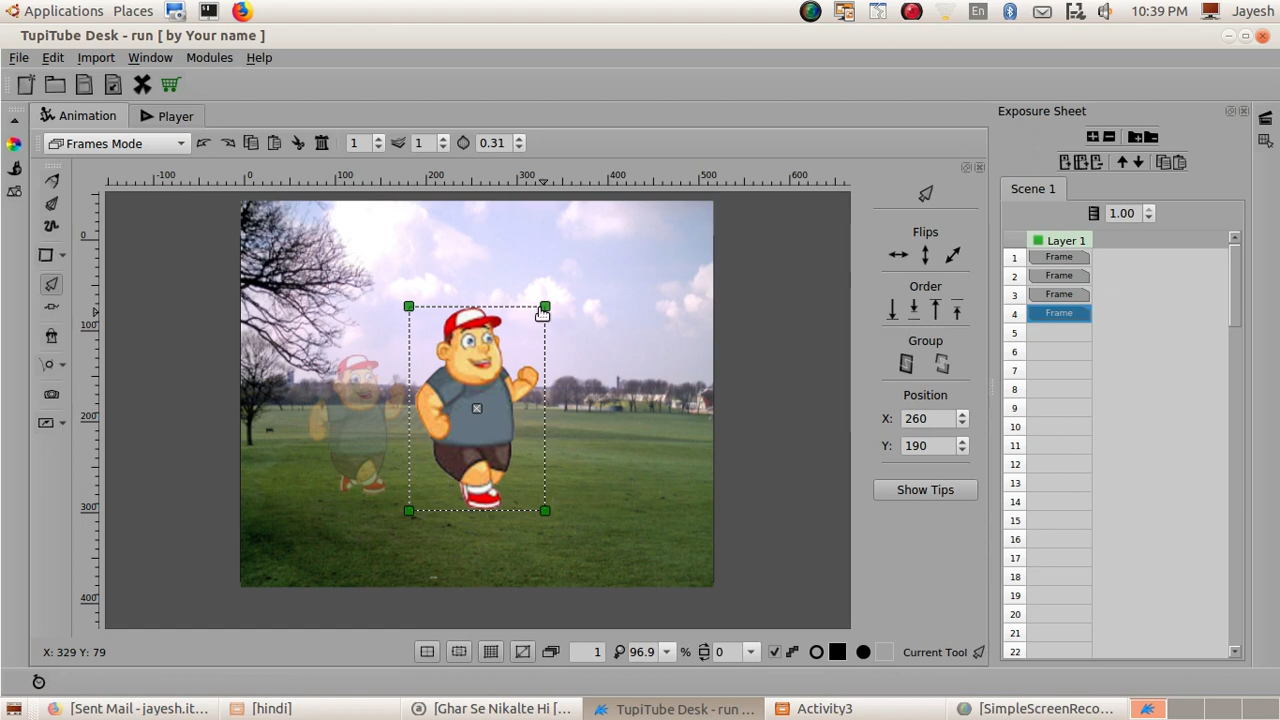 Applications Places En 10:39 PM Jayesh
TupiTube Desk - run [ by Your name ]
File Edit Import Window Modules Help
Animation Player
Exposure Sheet
Frames Mode 1 1 0.31
-100 0 100 200 300 400 500 600
0
100
200
300
400
Flips
Order
Group
Position
X: 260
Y: 190
Show Tips
Scene 1
1.00
Layer 1
1 Frame
2 Frame
3 Frame
4 Frame
5
6
7
8
9
10
11
12
13
14
15
16
17
18
19
20
21
22
X: 329 Y: 79 1 96.9 % 0 Current Tool
[Sent Mail - jayesh.it... [hindi] [Ghar Se Nikalte Hi [... TupiTube Desk - run ... Activity3 [SimpleScreenReco...